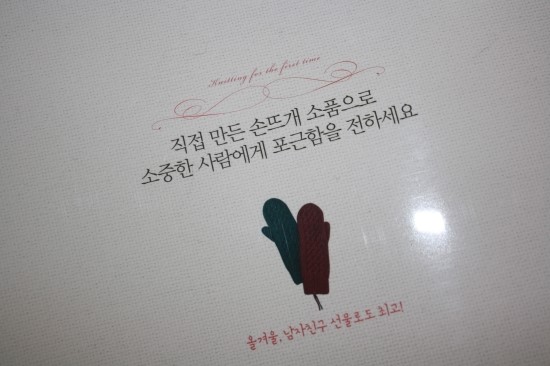 Knitting for the first time
직접 만든 손뜨개 소품으로
소중한 사람에게 포근함을 전하세요
올겨울, 남자친구 선물로도 최고!